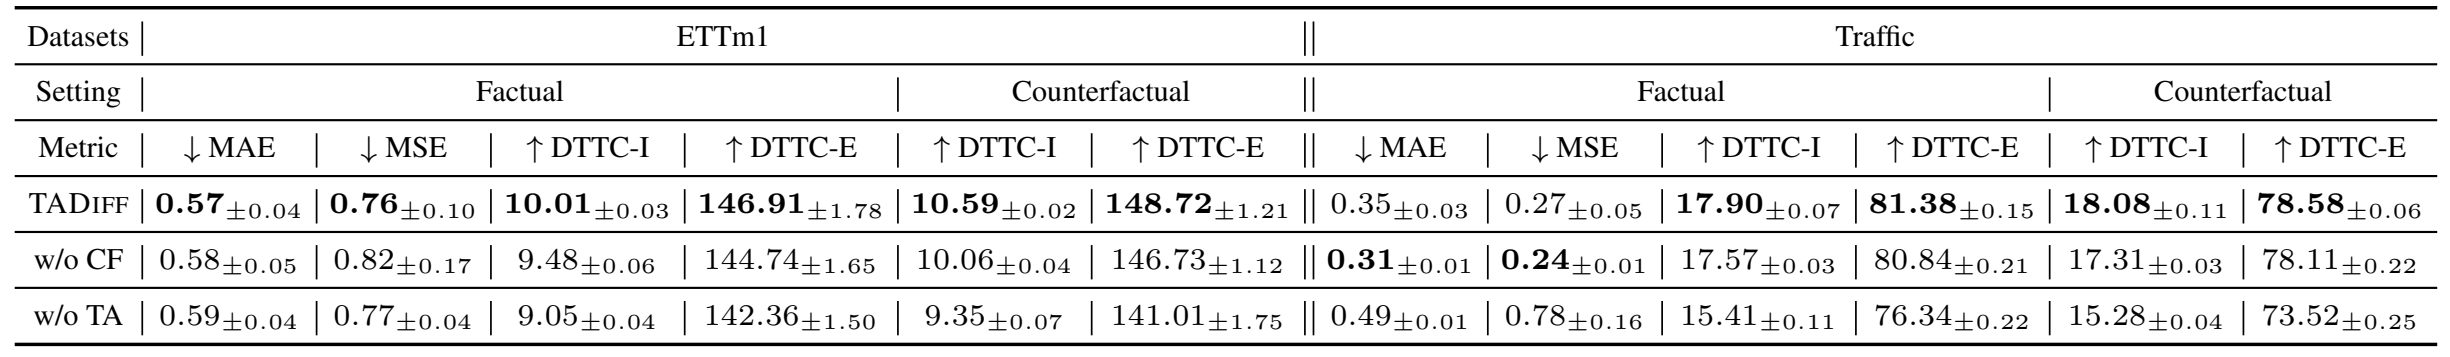 Datasets ETTm1 Traffic
Setting Factual Counterfactual Factual Counterfactual
Metric ↓ MAE ↓ MSE ↑ DTTC-I ↑ DTTC-E ↑ DTTC-I ↑ DTTC-E ↓ MAE ↓ MSE ↑ DTTC-I ↑ DTTC-E ↑ DTTC-I ↑ DTTC-E
TADIFF 0.57±0.04 0.76±0.10 10.01±0.03 146.91±1.78 10.59±0.02 148.72±1.21 0.35±0.03 0.27±0.05 17.90±0.07 81.38±0.15 18.08±0.11 78.58±0.06
w/o CF 0.58±0.05 0.82±0.17 9.48±0.06 144.74±1.65 10.06±0.04 146.73±1.12 0.31±0.01 0.24±0.01 17.57±0.03 80.84±0.21 17.31±0.03 78.11±0.22
w/o TA 0.59±0.04 0.77±0.04 9.05±0.04 142.36±1.50 9.35±0.07 141.01±1.75 0.49±0.01 0.78±0.16 15.41±0.11 76.34±0.22 15.28±0.04 73.52±0.25